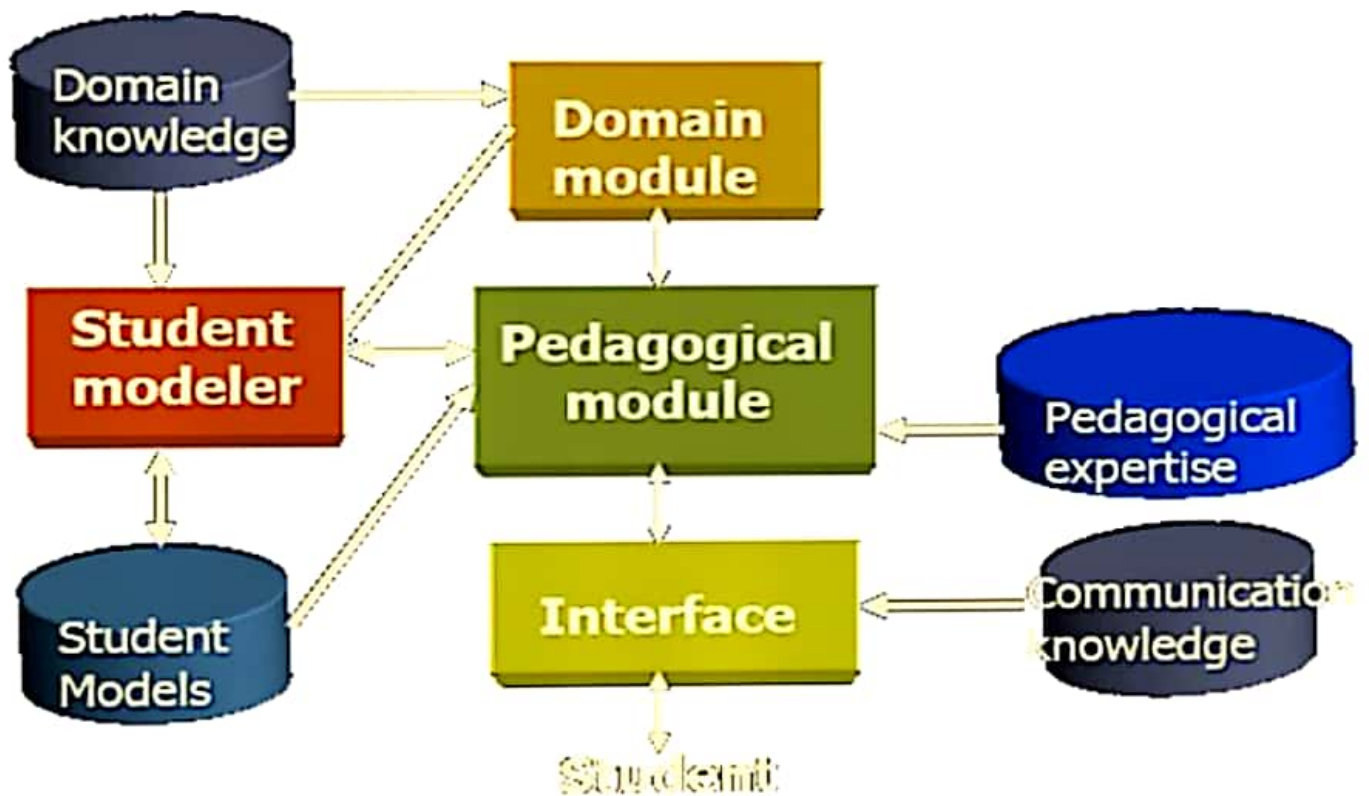 Domain
knowledge
Domain
module
Student
modeler
Pedagogical
module
Pedagogical
expertise
Student
Models
Interface
Communication
knowledge
Student